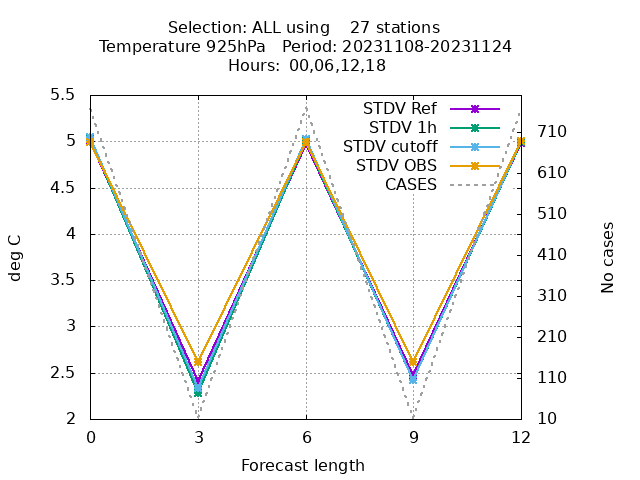 Selection: ALL using 27 stations
Temperature 925hPa Period: 20231108-20231124
Hours: 00,06,12,18
STDV Ref
STDV 1h
STDV cutoff
STDV OBS
CASES
5.5
5
4.5
4
3.5
3
2.5
2
deg C
710
610
510
410
310
210
110
10
No cases
0
3
6
9
12
Forecast length